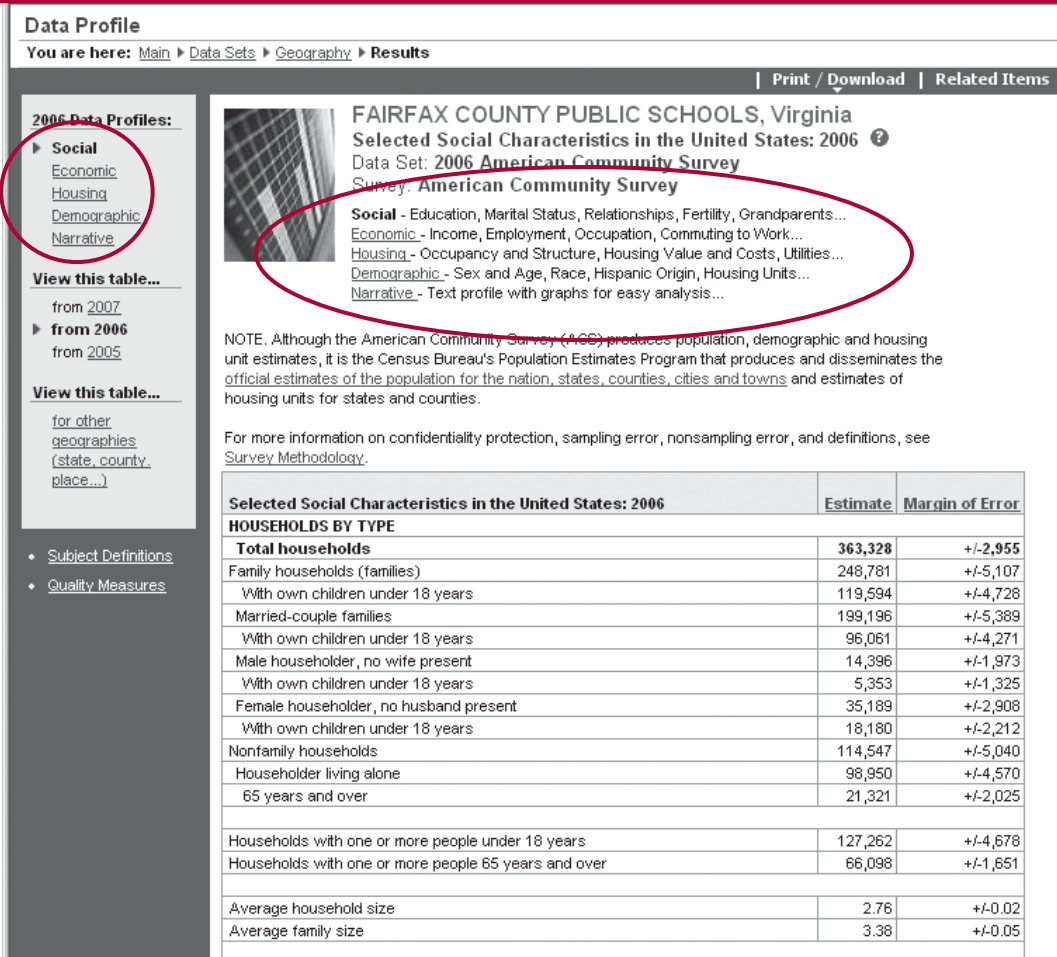 Data Profile
You are here: Main ▶ Data Sets ▶ Geography ▶ Results
| Print / Download | Related Items
2006 Data Profiles:
▶ Social
Economic
Housing
Demographic
Narrative
View this table...
from 2007
▶ from 2006
from 2005
View this table...
for other
geographies
(state, county,
place...)
• Subject Definitions
• Quality Measures
FAIRFAX COUNTY PUBLIC SCHOOLS, Virginia
Selected Social Characteristics in the United States: 2006 ?
Data Set: 2006 American Community Survey
Survey: American Community Survey
Social - Education, Marital Status, Relationships, Fertility, Grandparents...
Economic - Income, Employment, Occupation, Commuting to Work...
Housing - Occupancy and Structure, Housing Value and Costs, Utilities...
Demographic - Sex and Age, Race, Hispanic Origin, Housing Units...
Narrative - Text profile with graphs for easy analysis...
NOTE. Although the American Community Survey (ACS) produces population, demographic and housing
unit estimates, it is the Census Bureau's Population Estimates Program that produces and disseminates the
official estimates of the population for the nation, states, counties, cities and towns and estimates of
housing units for states and counties.
For more information on confidentiality protection, sampling error, nonsampling error, and definitions, see
Survey Methodology.
Selected Social Characteristics in the United States: 2006 Estimate Margin of Error
HOUSEHOLDS BY TYPE
Total households 363,328 +/-2,955
Family households (families) 248,781 +/-5,107
With own children under 18 years 119,594 +/-4,728
Married-couple families 199,196 +/-5,389
With own children under 18 years 96,061 +/-4,271
Male householder, no wife present 14,396 +/-1,973
With own children under 18 years 5,353 +/-1,325
Female householder, no husband present 35,189 +/-2,908
With own children under 18 years 18,180 +/-2,212
Nonfamily households 114,547 +/-5,040
Householder living alone 98,950 +/-4,570
65 years and over 21,321 +/-2,025
Households with one or more people under 18 years 127,262 +/-4,678
Households with one or more people 65 years and over 66,098 +/-1,651
Average household size 2.76 +/-0.02
Average family size 3.38 +/-0.05